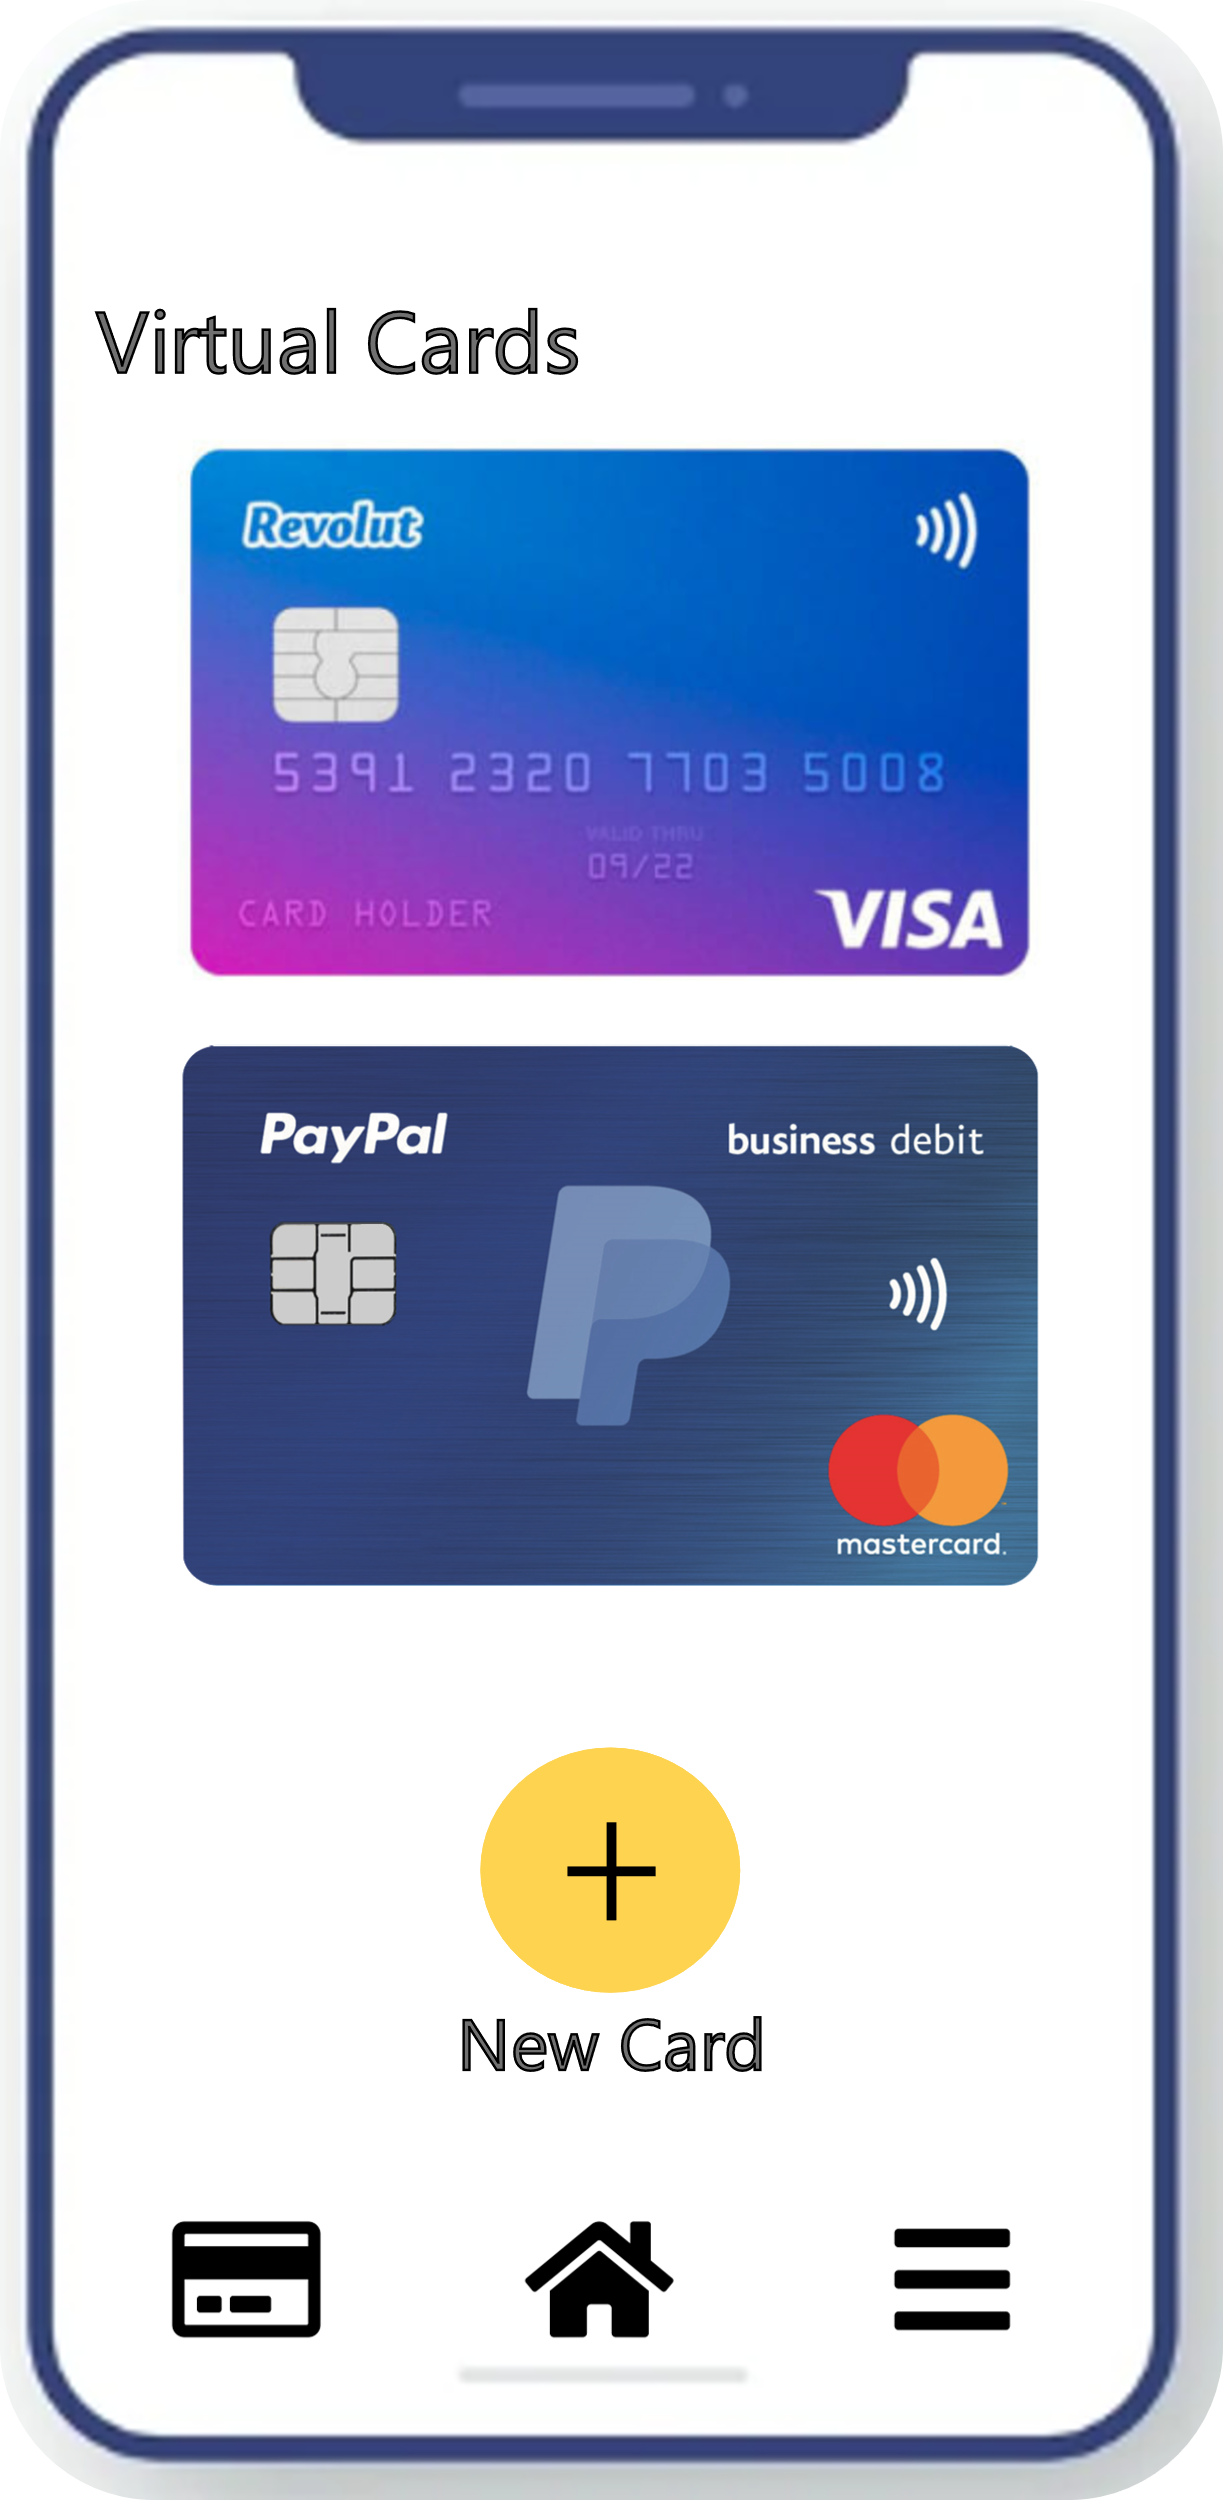 Virtual Cards
Revolut
5391 2320 7703 5008
VALID THRU
09/22
CARD HOLDER
VISA
PayPal
business debit
mastercard.
New Card